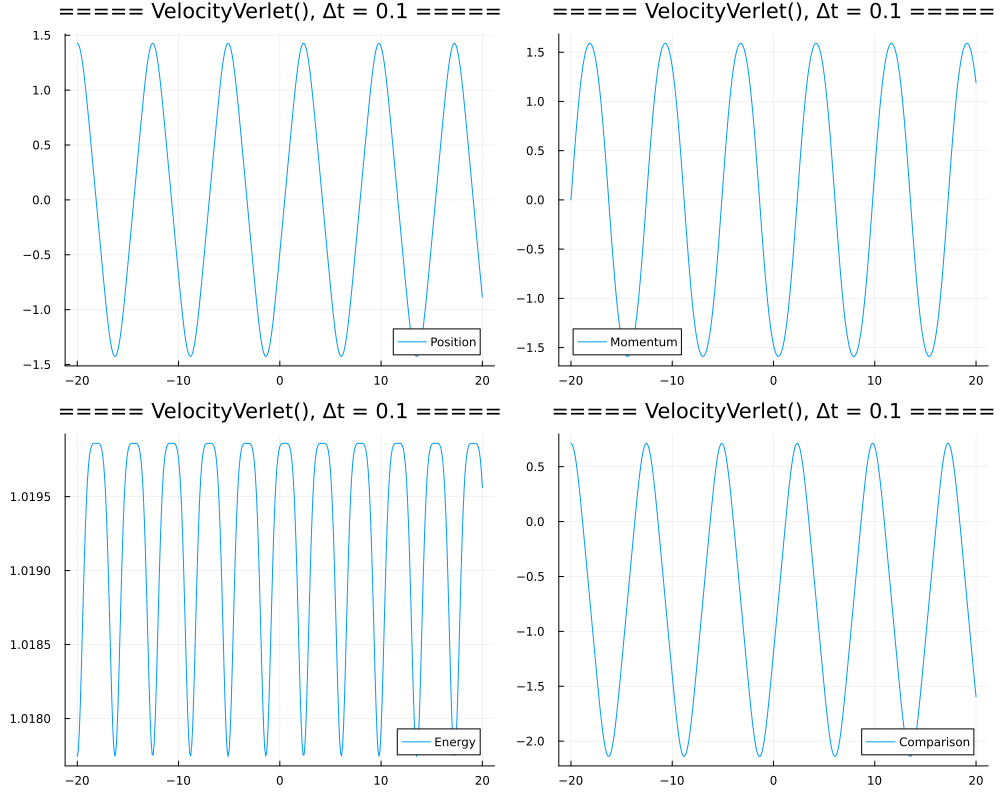 ===== VelocityVerlet(), Δt = 0.1 =====
1.5
1.0
0.5
0.0
−0.5
−1.0
−1.5
−20 −10 0 10 20
Position
===== VelocityVerlet(), Δt = 0.1 =====
1.5
1.0
0.5
0.0
−0.5
−1.0
−1.5
−20 −10 0 10 20
Momentum
===== VelocityVerlet(), Δt = 0.1 =====
1.0195
1.0190
1.0185
1.0180
−20 −10 0 10 20
Energy
===== VelocityVerlet(), Δt = 0.1 =====
0.5
0.0
−0.5
−1.0
−1.5
−2.0
−20 −10 0 10 20
Comparison